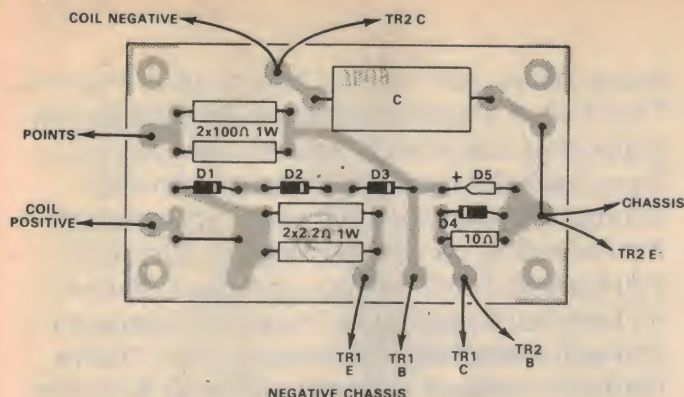 COIL NEGATIVE
TR2 C
C
2x100Ω 1W
POINTS
D1
D2
D3
+
D5
COIL
POSITIVE
CHASSIS
D4
2x2.2Ω 1W
10Ω
TR2 E
TR1
E
TR1
B
TR1
C
TR2
B
NEGATIVE CHASSIS